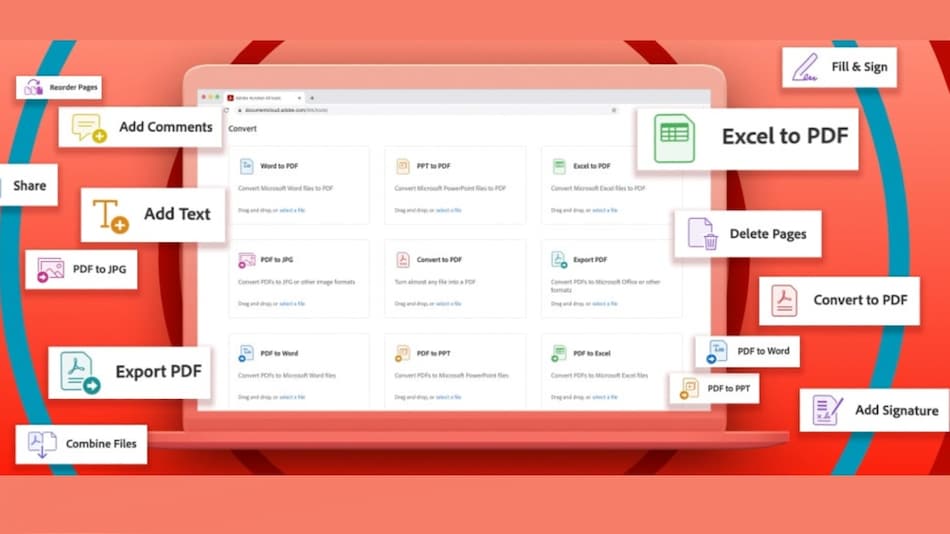 Reorder Pages
Add Comments
Share
Add Text
PDF to JPG
Export PDF
Combine Files
documentcloud.adobe.com/link/tools/
Convert
Word to PDF
Convert Microsoft Word files to PDF
Drag and drop, or select a file
PPT to PDF
Convert Microsoft PowerPoint files to PDF
Drag and drop, or select a file
Excel to PDF
Convert Microsoft Excel files to PDF
Drag and drop, or select a file
PDF to JPG
Convert PDFs to JPG or other image formats
Drag and drop, or select a file
Convert to PDF
Turn almost any file into a PDF
Drag and drop, or select a file
Export PDF
Convert PDFs to Microsoft Office or other
formats
Drag and drop, or select a file
PDF to Word
Convert PDFs to Microsoft Word files
Drag and drop, or select a file
PDF to PPT
Convert PDFs to Microsoft PowerPoint files
Drag and drop, or select a file
PDF to Excel
Convert PDFs to Microsoft Excel files
Drag and drop, or select a file
Fill & Sign
Excel to PDF
Delete Pages
Convert to PDF
PDF to Word
PDF to PPT
Add Signature